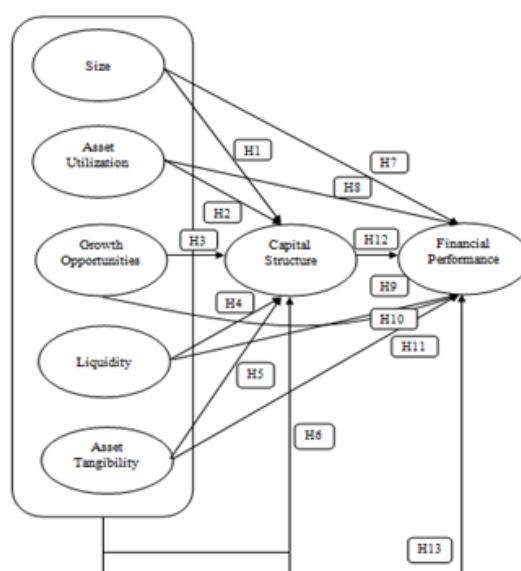 Size
H1
H7
Asset
Utilization
H8
H2
Growth
Opportunities
H3
Capital
Structure
H12
Financial
Performance
H9
H4
H10
Liquidity
H11
H5
Asset
Tangibility
H6
H13